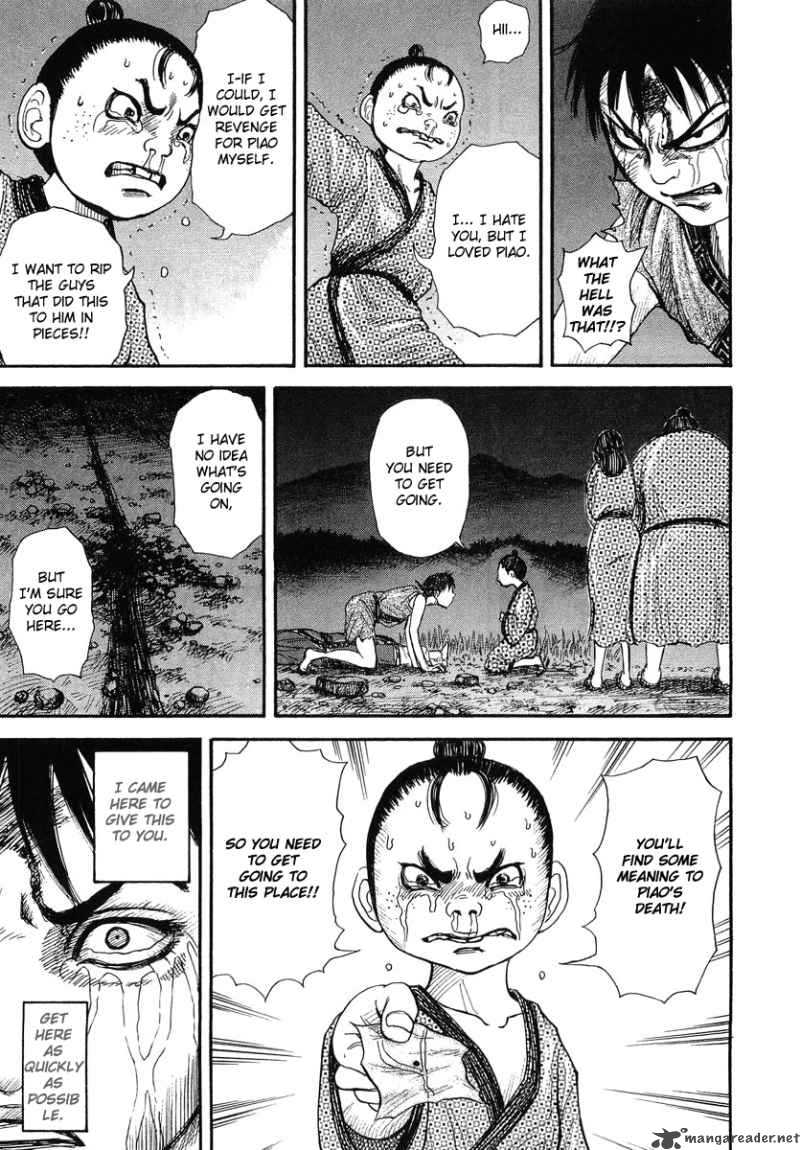 WHAT
THE
HELL
WAS
THAT!!?
HII...
I... I HATE
YOU, BUT I
LOVED PIAO.
I-IF I
COULD, I
WOULD GET
REVENGE
FOR PIAO
MYSELF.
I WANT TO RIP
THE GUYS
THAT DID THIS
TO HIM IN
PIECES!!
BUT
YOU NEED
TO GET
GOING.
I HAVE
NO IDEA
WHAT'S
GOING
ON,
BUT
I'M SURE
YOU GO
HERE...
YOU'LL
FIND SOME
MEANING TO
PIAO'S
DEATH!
SO YOU NEED
TO GET
GOING TO
THIS PLACE!!
I CAME
HERE TO
GIVE THIS
TO YOU.
GET
HERE
AS
QUICKLY
AS
POSSIB
LE.
mangareader.net